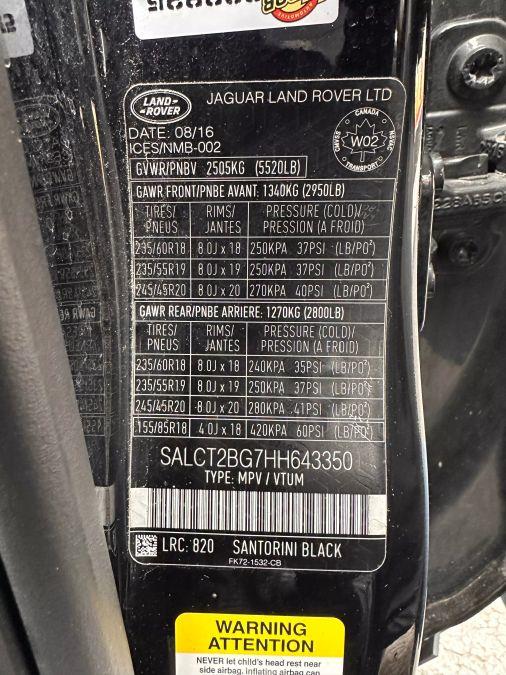 LAND ROVER
JAGUAR LAND ROVER LTD
DATE: 08/16
ICES/NMB-002
CANADA
W02
TRANSPORT
GVWR/PNBV 2505KG (5520LB)
GAWR FRONT/PNBE AVANT. 1340KG (2950LB)
TIRES/ RIMS/ PRESSURE (COLD)/
PNEUS JANTES PRESSION (A FROID)
235/60R18 8.0J x 18 250KPA 37PSI (LB/PO²)
235/55R19 8.0J x 19 250KPA 37PSI (LB/PO²)
245/45R20 8.0J x 20 270KPA 40PSI (LB/PO²)
GAWR REAR/PNBE ARRIERE: 1270KG (2800LB)
TIRES/ RIMS/ PRESSURE (COLD)/
PNEUS JANTES PRESSION (A FROID)
235/60R18 8.0J x 18 240KPA 35PSI (LB/PO²)
235/55R19 8.0J x 19 250KPA 37PSI (LB/PO²)
245/45R20 8.0J x 20 280KPA 41PSI (LB/PO²)
155/85R18 4.0J x 18 420KPA 60PSI (LB/PO²)
SALCT2BG7HH643350
TYPE: MPV / VTUM
LRC: 820 SANTORINI BLACK
FK72-1532-CB
WARNING
ATTENTION
NEVER let child's head rest near
side airbag, inflating airbag can